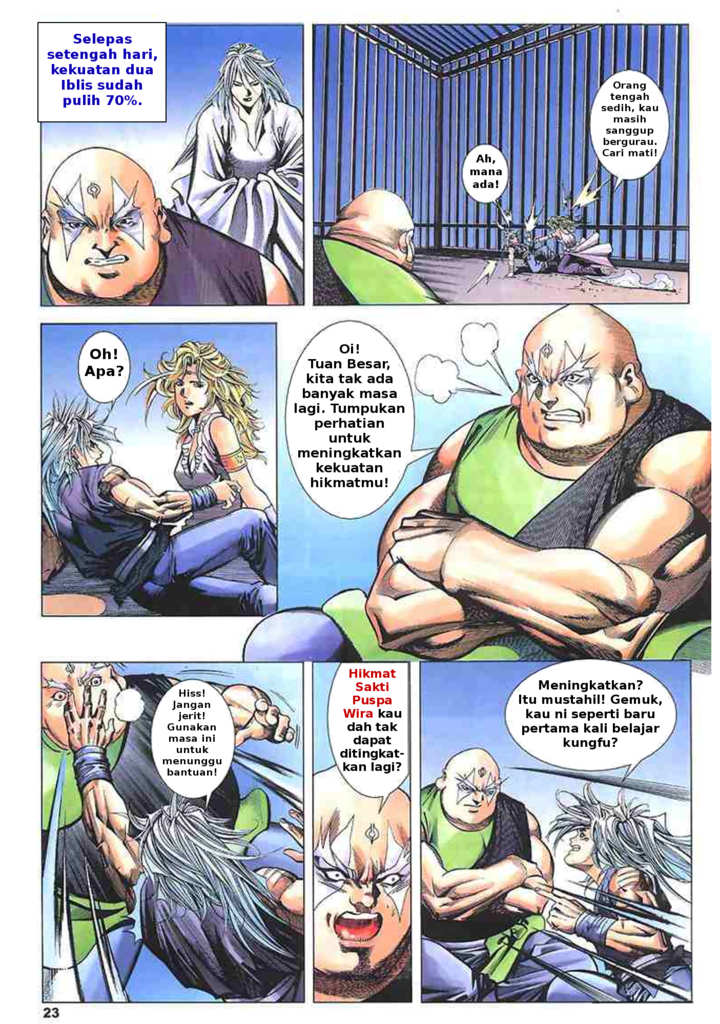 Selepas
setengah hari,
kekuatan dua
Iblis sudah
pulih 70%.
Orang
tengah
sedih, kau
masih
sanggup
bergurau.
Cari mati!
Ah,
mana
ada!
Oh!
Apa?
Oi!
Tuan Besar,
kita tak ada
banyak masa
lagi. Tumpukan
perhatian
untuk
meningkatkan
kekuatan
hikmatmu!
Hiss!
Jangan
jerit!
Gunakan
masa ini
untuk
menunggu
bantuan!
Hikmat
Sakti
Puspa
Wira kau
dah tak
dapat
ditingkat-
kan lagi?
Meningkatkan?
Itu mustahil! Gemuk,
kau ni seperti baru
pertama kali belajar
kungfu?
23